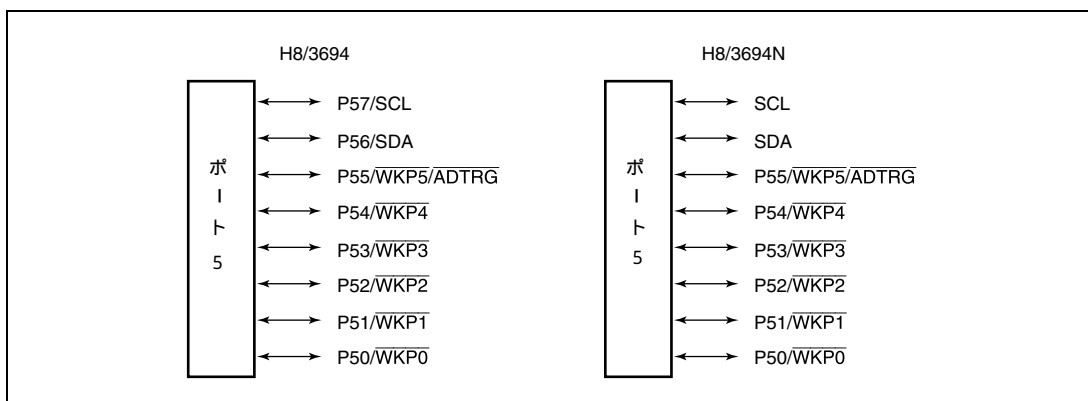 H8/3694
ポート5
P57/SCL
P56/SDA
P55/WKP5/ADTRG
P54/WKP4
P53/WKP3
P52/WKP2
P51/WKP1
P50/WKP0
H8/3694N
ポート5
SCL
SDA
P55/WKP5/ADTRG
P54/WKP4
P53/WKP3
P52/WKP2
P51/WKP1
P50/WKP0